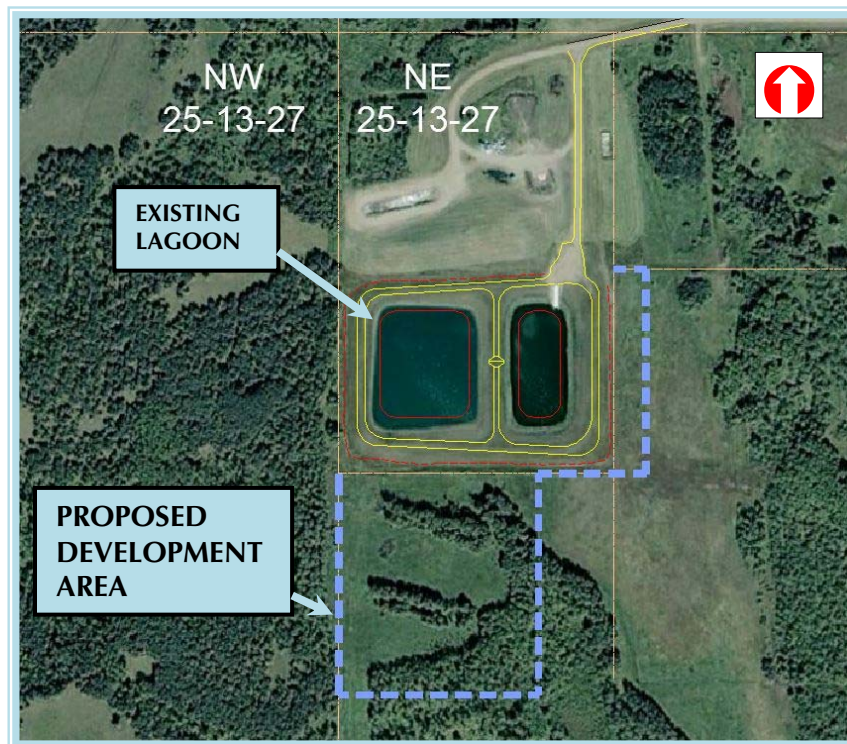 NW
25-13-27
NE
25-13-27
EXISTING
LAGOON
PROPOSED
DEVELOPMENT
AREA